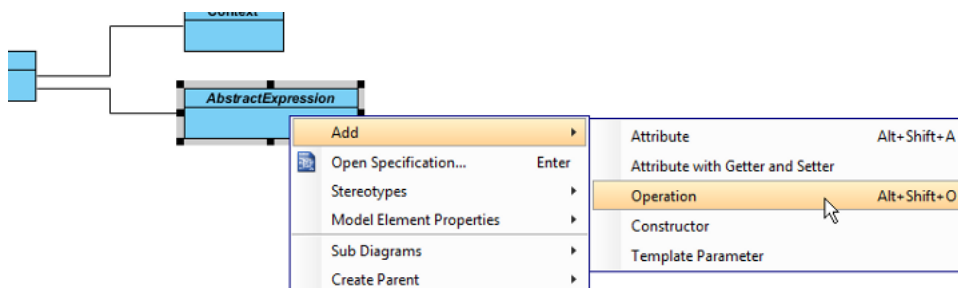 Context
AbstractExpression
Add
Open Specification... Enter
Stereotypes
Model Element Properties
Sub Diagrams
Create Parent
Attribute Alt+Shift+A
Attribute with Getter and Setter
Operation Alt+Shift+O
Constructor
Template Parameter